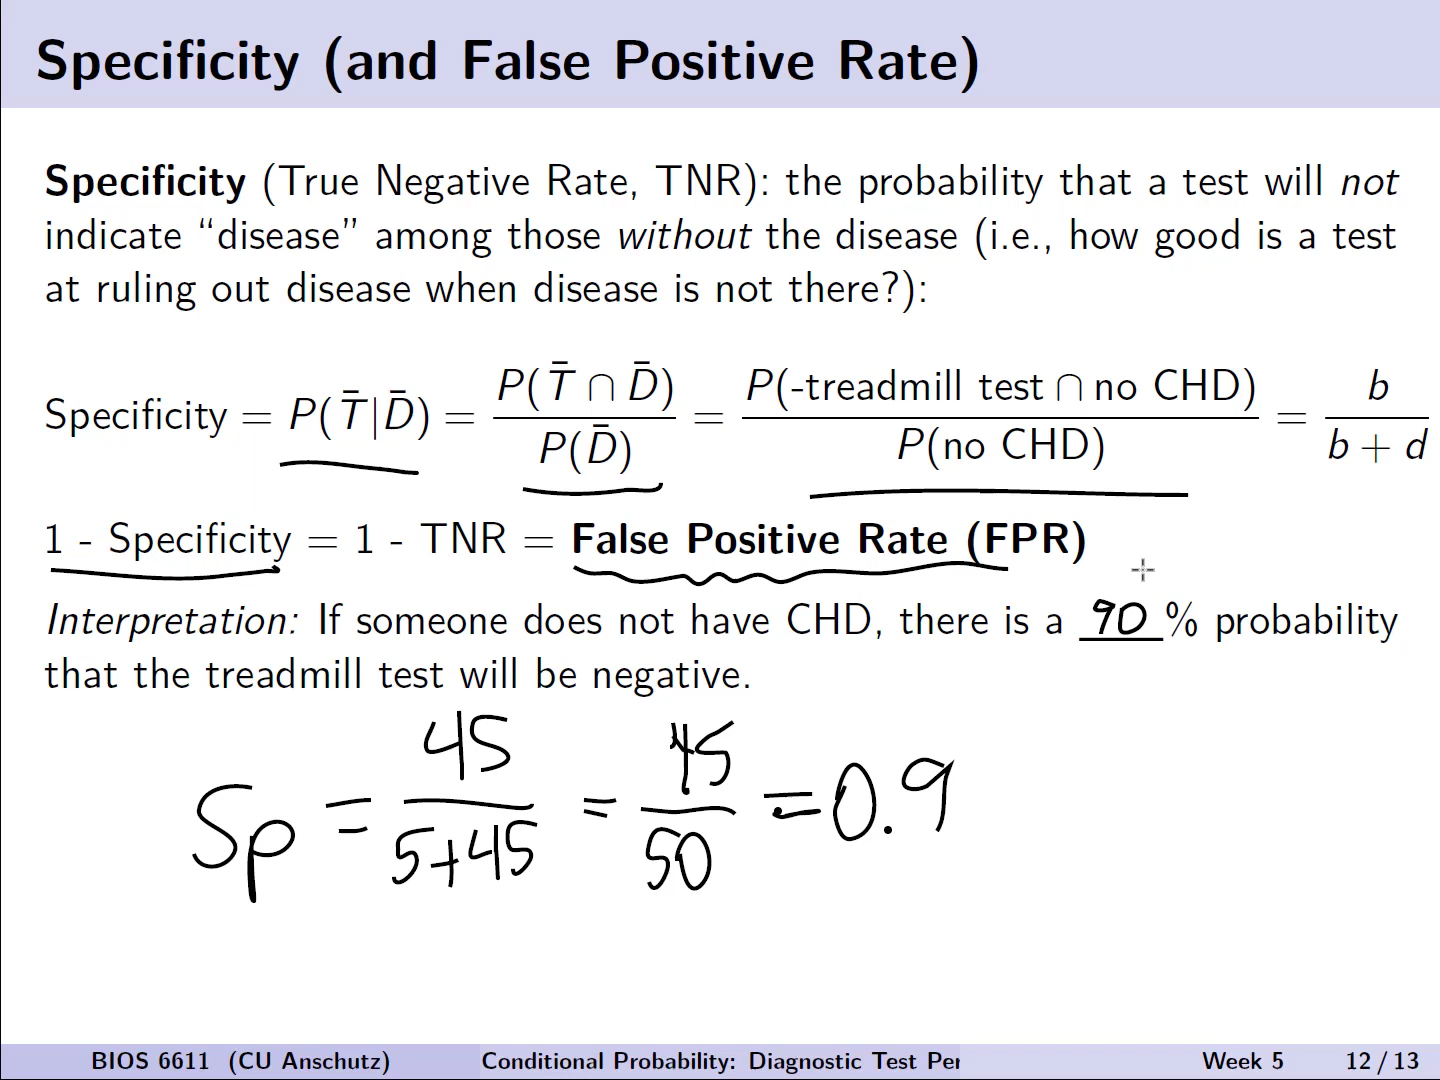 Specificity (and False Positive Rate)
Specificity (True Negative Rate, TNR): the probability that a test will not
indicate “disease” among those without the disease (i.e., how good is a test
at ruling out disease when disease is not there?):
Specificity = P(T̄|D̄) = P(T̄ ∩ D̄) / P(D̄) = P(-treadmill test ∩ no CHD) / P(no CHD) = b / (b + d)
1 - Specificity = 1 - TNR = False Positive Rate (FPR)
Interpretation: If someone does not have CHD, there is a 90 % probability
that the treadmill test will be negative.
Sp = 45 / (5+45) = 45 / 50 = 0.9
BIOS 6611 (CU Anschutz) Conditional Probability: Diagnostic Test Per Week 5 12 / 13